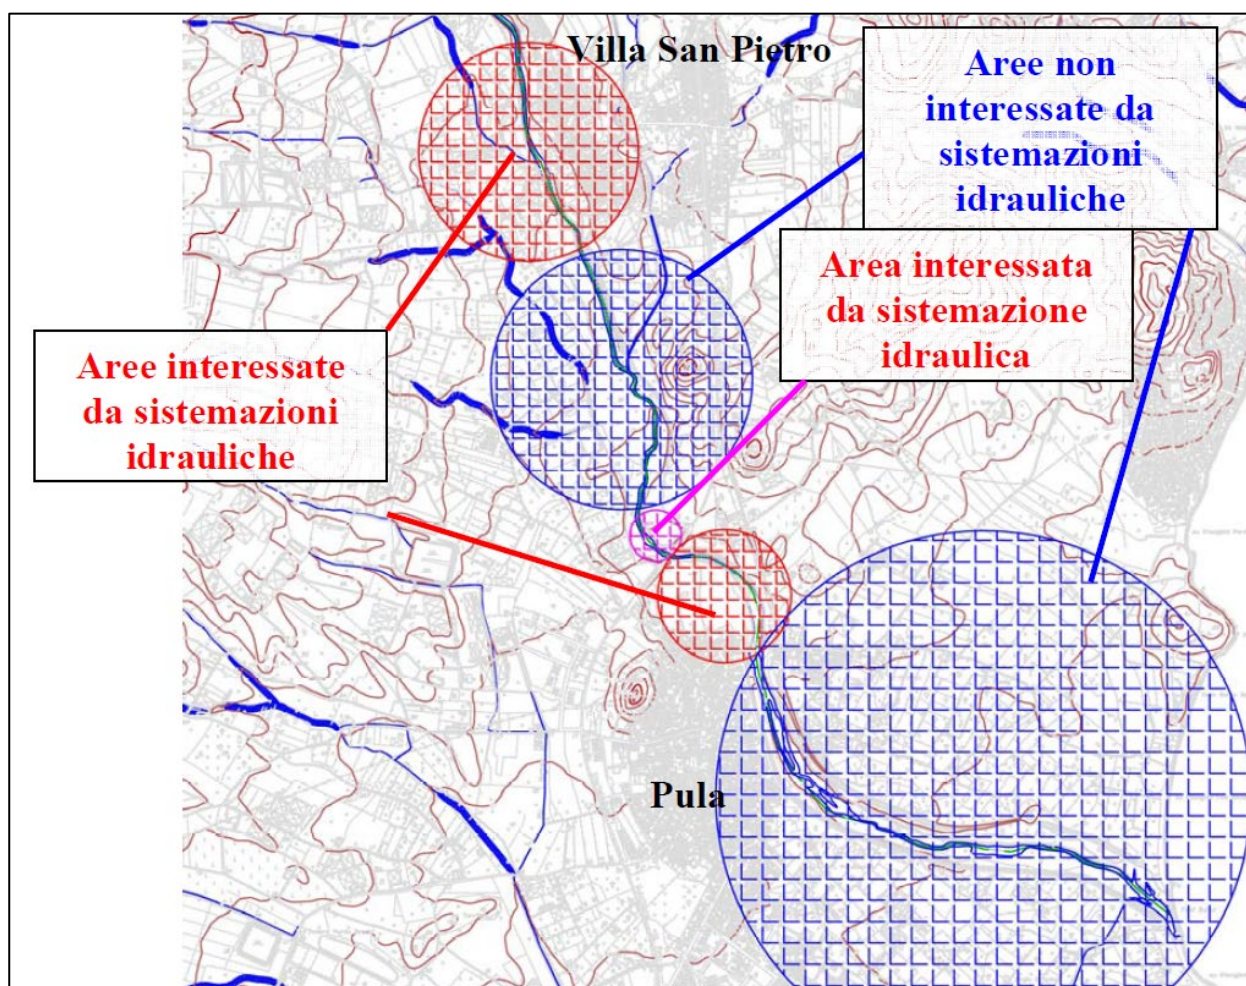 Villa San Pietro
Aree non
interessate da
sistemazioni
idrauliche
Area interessata
da sistemazione
idraulica
Aree interessate
da sistemazioni
idrauliche
Pula